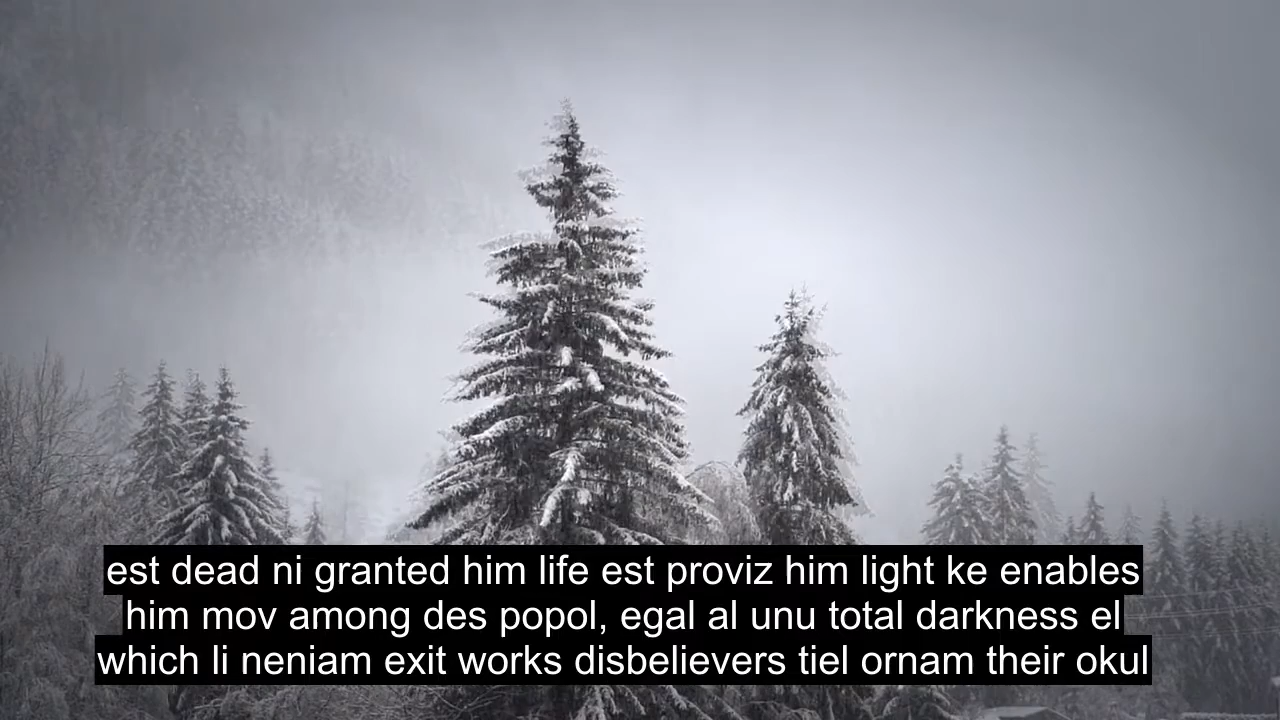 est dead ni granted him life est proviz him light ke enables
him mov among des popol, egal al unu total darkness el
which li neniam exit works disbelievers tiel ornam their okul